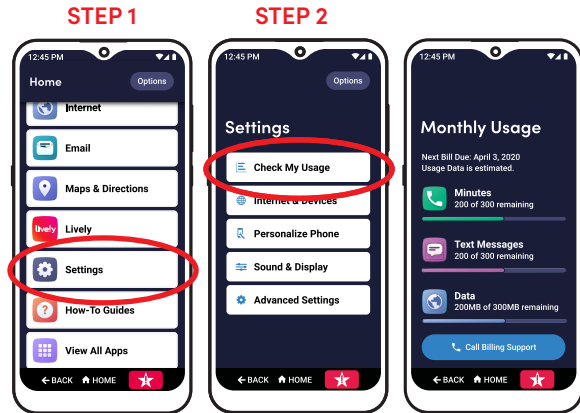 STEP 1
STEP 2
12:45 PM
Home
Options
Internet
Email
Maps & Directions
lively
Lively
Settings
How-To Guides
View All Apps
BACK
HOME
12:45 PM
Options
Settings
Check My Usage
Internet & Devices
Personalize Phone
Sound & Display
Advanced Settings
BACK
HOME
12:45 PM
Monthly Usage
Next Bill Due: April 3, 2020
Usage Data is estimated.
Minutes
200 of 300 remaining
Text Messages
200 of 300 remaining
Data
200MB of 300MB remaining
Call Billing Support
BACK
HOME